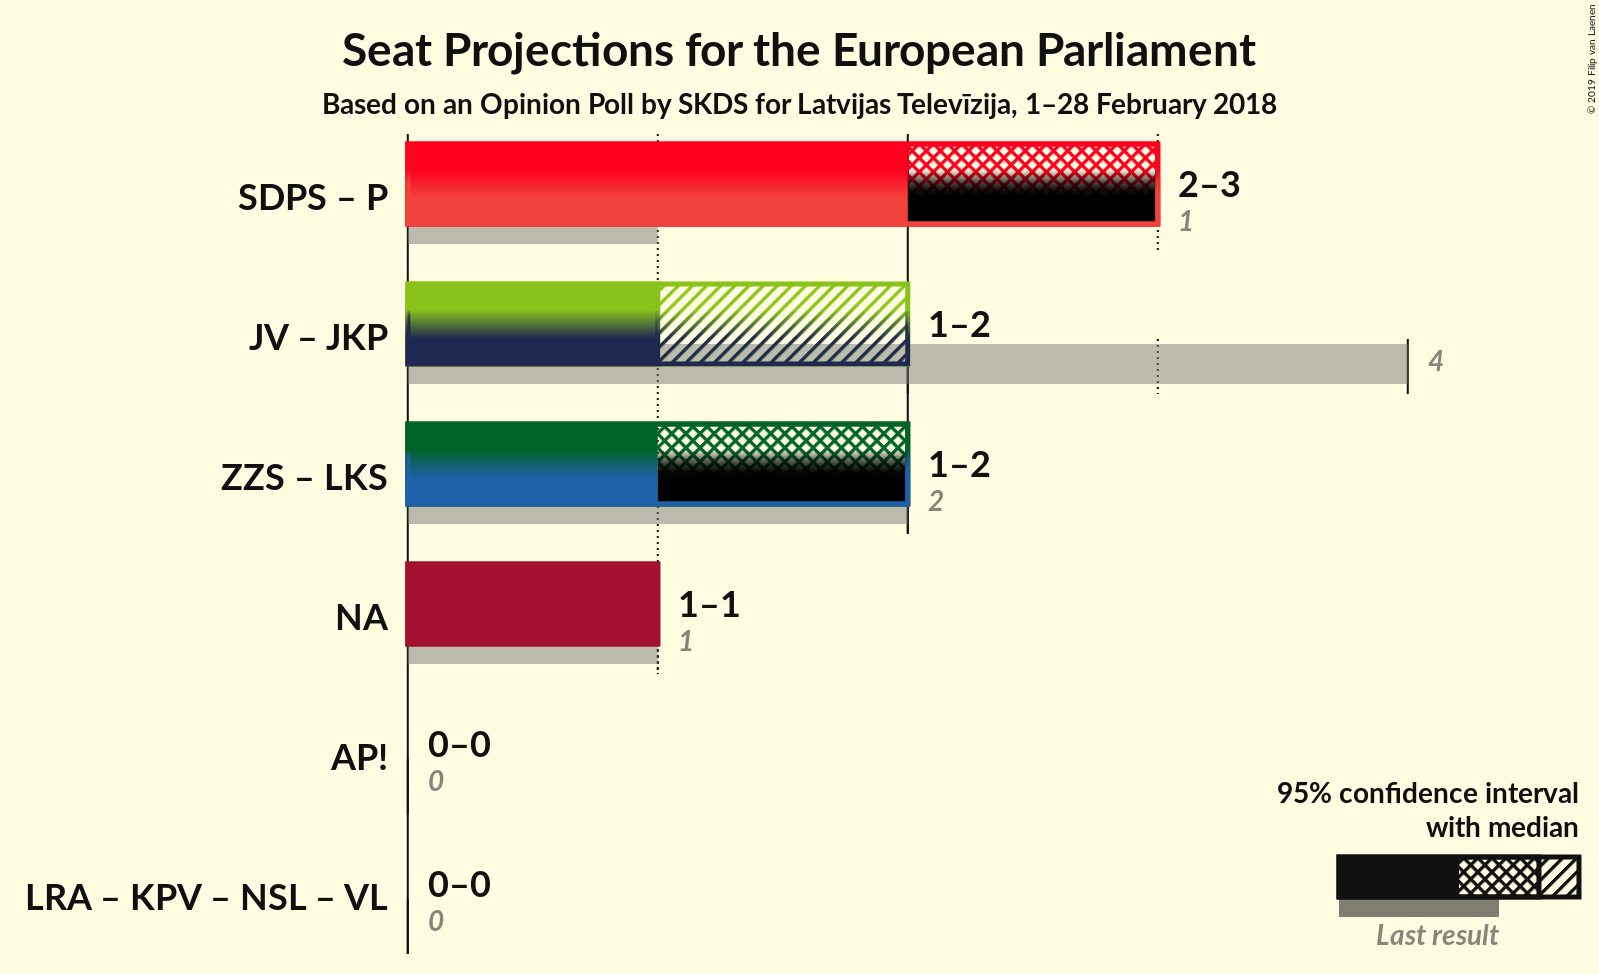 Seat Projections for the European Parliament
Based on an Opinion Poll by SKDS for Latvijas Televīzija, 1–28 February 2018
© 2019 Filip van Laenen
SDPS – P
2–3
1
JV – JKP
1–2
4
ZZS – LKS
1–2
2
NA
1–1
1
AP!
0–0
0
LRA – KPV – NSL – VL
0–0
0
95% confidence interval
with median
Last result